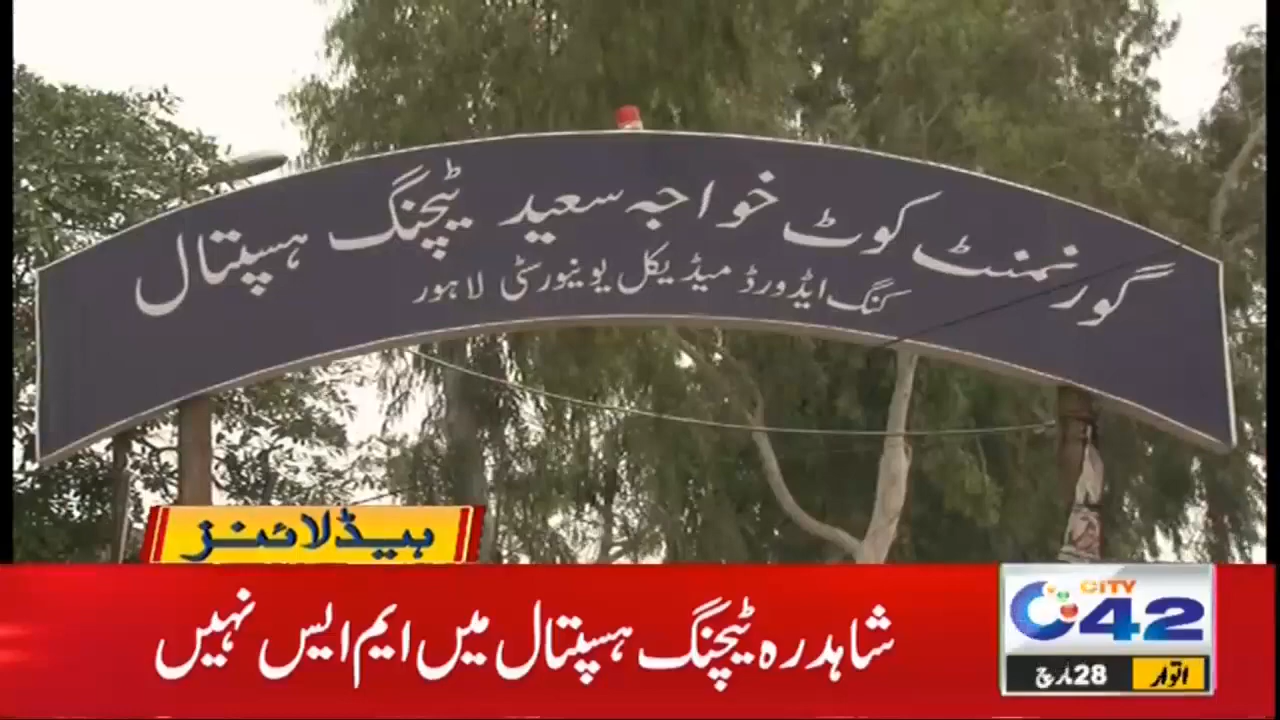 گورنمنٹ کوٹ خواجہ سعید ٹیچنگ ہسپتال
کنگ ایڈورڈ میڈیکل یونیورسٹی لاہور
ہیڈلائنز
شاہدرہ ٹیچنگ ہسپتال میں ایم ایس نہیں
CITY
42
28 مارچ
اتوار